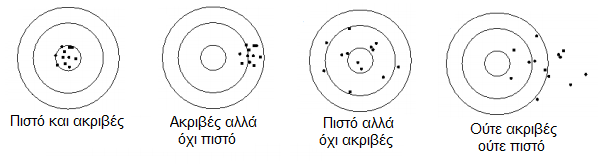 Πιστό και ακριβές
Ακριβές αλλά
όχι πιστό
Πιστό αλλά
όχι ακριβές
Ούτε ακριβές
ούτε πιστό